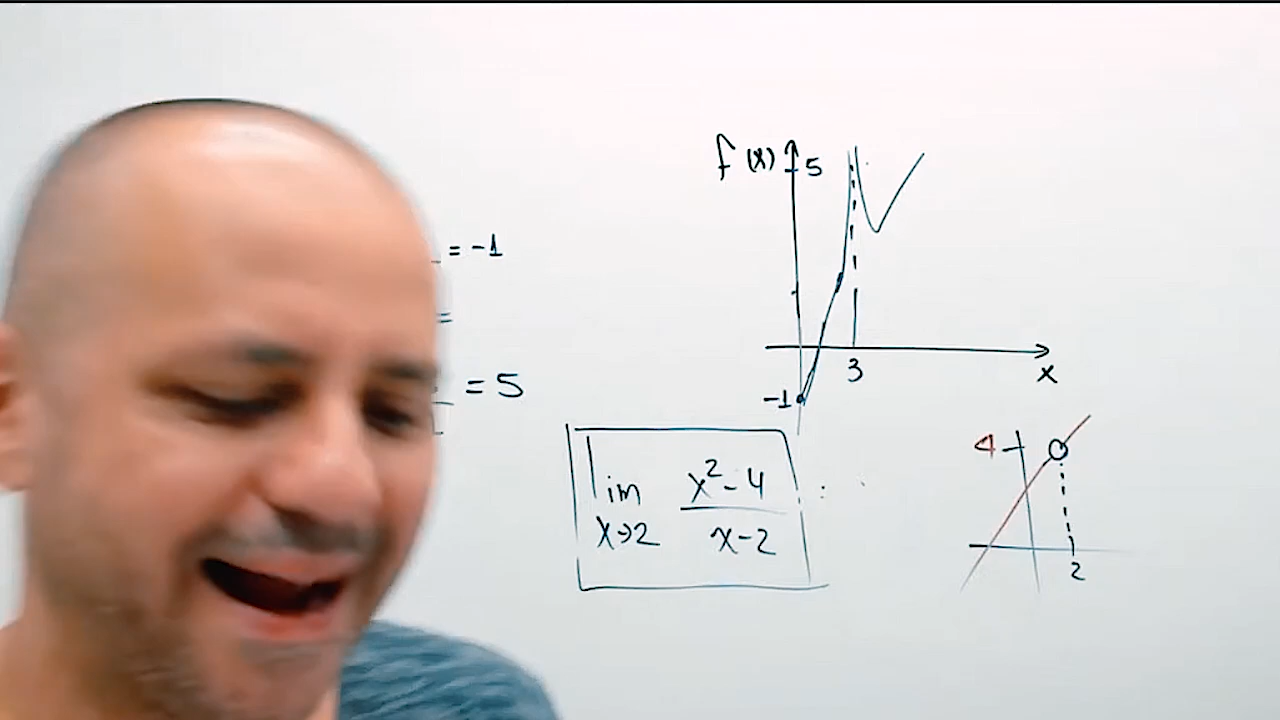 f(x) 5
= -1
=
= 5
3
x
-1
lim x²-4
x→2 x-2
4
2